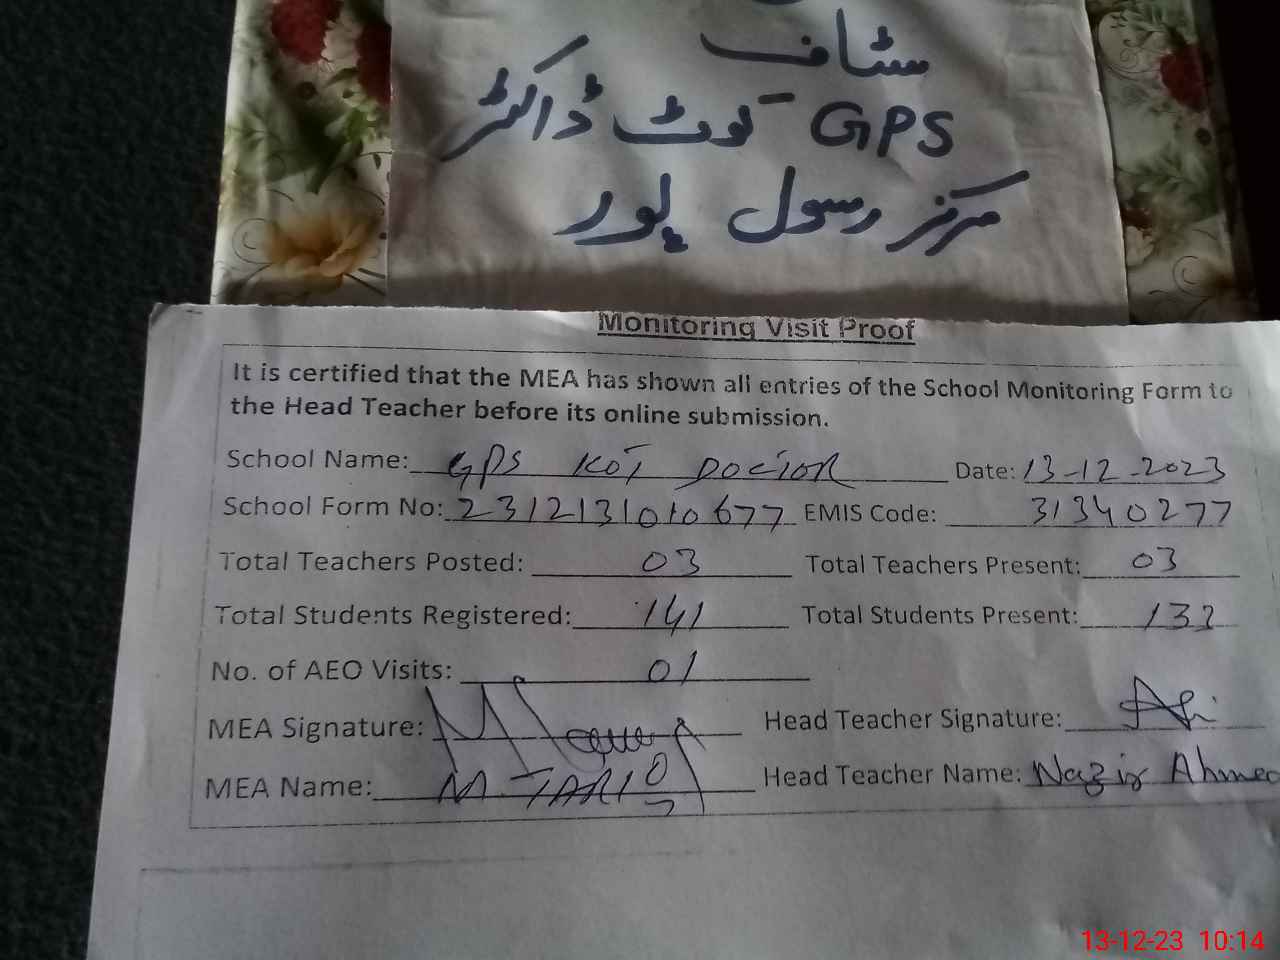 سٹاف
GPS کوٹ ڈاکٹر
مرکز رسول پور
Monitoring Visit Proof
It is certified that the MEA has shown all entries of the School Monitoring Form to
the Head Teacher before its online submission.
School Name: GPS KOT DOCTOR Date: 13-12-2023
School Form No: 2312131010677 EMIS Code: 31340277
Total Teachers Posted: 03 Total Teachers Present: 03
Total Students Registered: 141 Total Students Present: 133
No. of AEO Visits: 01
MEA Signature: Head Teacher Signature:
MEA Name: M. TARIQ Head Teacher Name: Nazir Ahmed
13-12-23 10:14